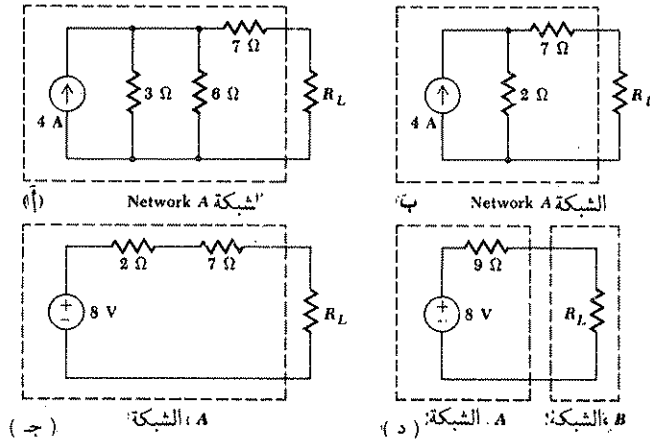 7 Ω
3 Ω
6 Ω
R_L
4 A
(أ)
Network A الشبكة
7 Ω
2 Ω
R_L
4 A
ب
Network A الشبكة
2 Ω
7 Ω
8 V
R_L
(جـ)
الشبكة A
9 Ω
8 V
R_L
(د)
الشبكة A
الشبكة B